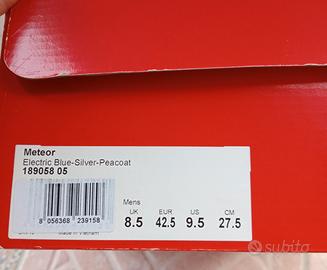 Meteor
Electric Blue-Silver-Peacoat
189058 05
8 056368 239158
Made in Vietnam
Mens
UK EUR US CM
8.5 42.5 9.5 27.5
subito